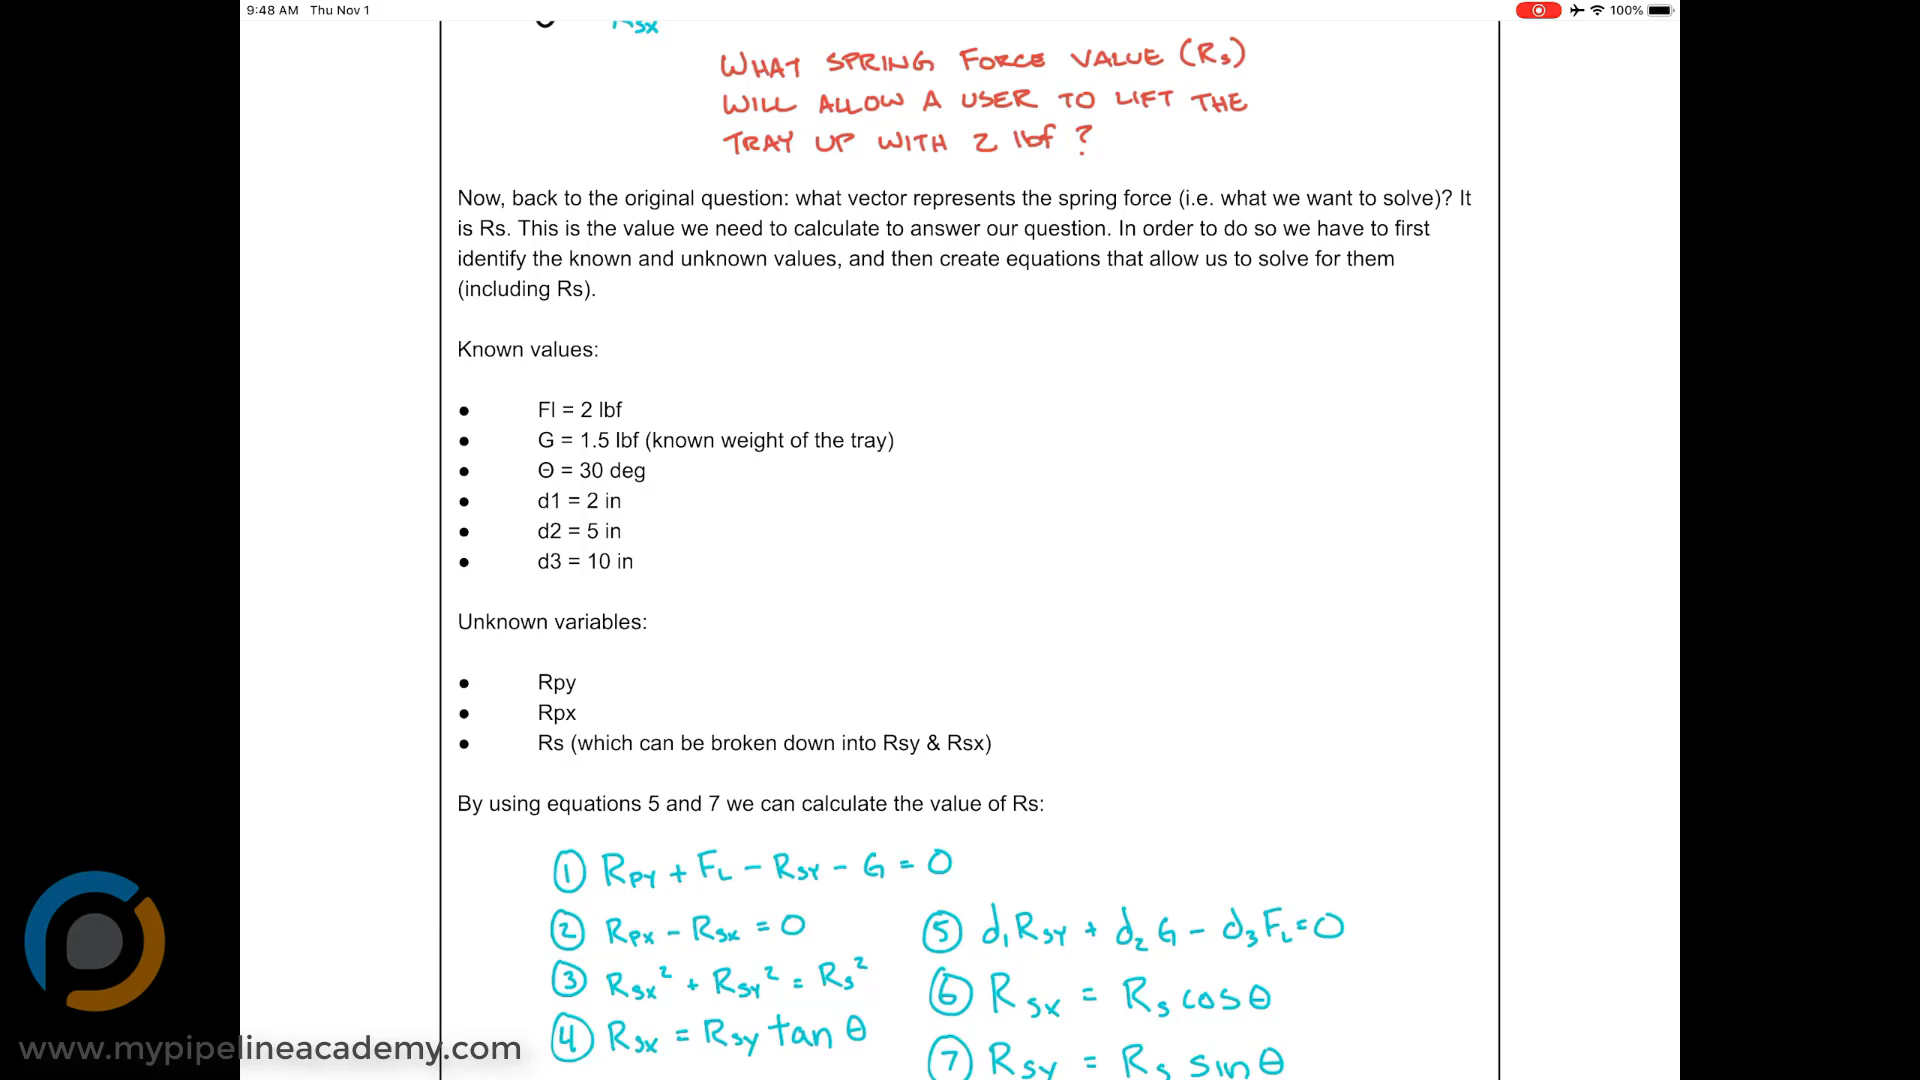 9:48 AM Thu Nov 1
100%
Rsx
WHAT SPRING FORCE VALUE (Rs)
WILL ALLOW A USER TO LIFT THE
TRAY UP WITH 2 lbf ?
Now, back to the original question: what vector represents the spring force (i.e. what we want to solve)? It
is Rs. This is the value we need to calculate to answer our question. In order to do so we have to first
identify the known and unknown values, and then create equations that allow us to solve for them
(including Rs).
Known values:
● Fl = 2 lbf
● G = 1.5 lbf (known weight of the tray)
● Θ = 30 deg
● d1 = 2 in
● d2 = 5 in
● d3 = 10 in
Unknown variables:
● Rpy
● Rpx
● Rs (which can be broken down into Rsy & Rsx)
By using equations 5 and 7 we can calculate the value of Rs:
① RPY + FL - RSY - G = 0
② RPX - RSX = 0
③ RSX² + RSY² = RS²
④ RSX = RSY tan θ
⑤ d₁RSY + d₂G - d₃FL = 0
⑥ RSX = RS cos θ
⑦ RSY = RS sin θ
www.mypipelineacademy.com